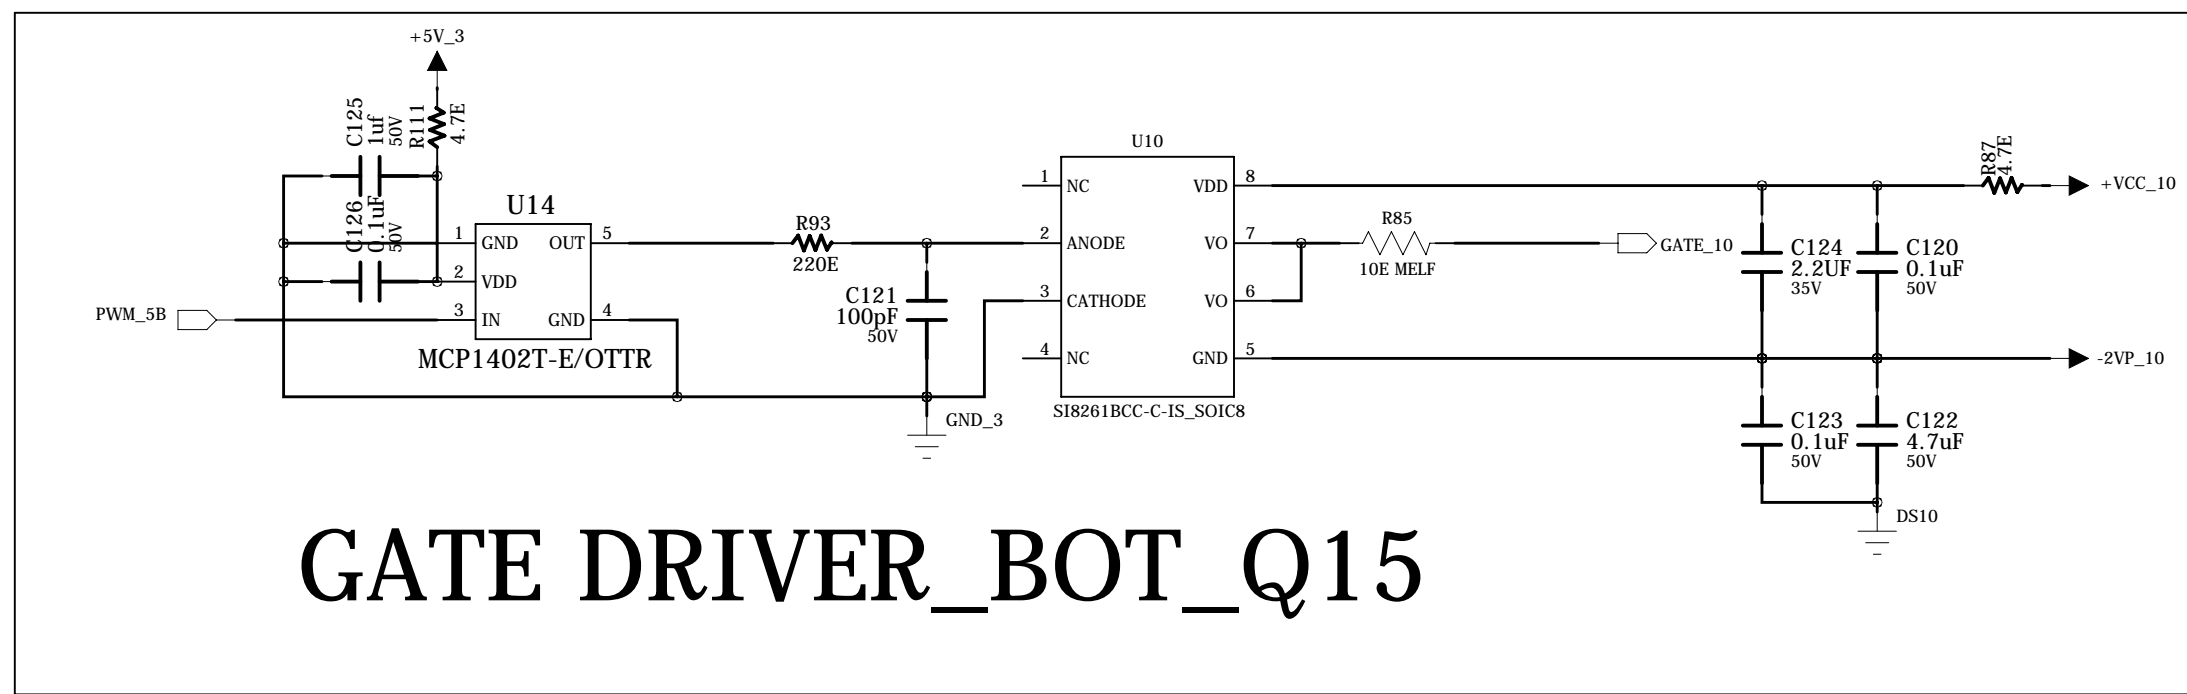 +5V_3
C125
1uf
50V
R111
4.7E
C126
0.1uF
50V
U14
1
GND
OUT
5
2
VDD
3
IN
GND
4
MCP1402T-E/OTTR
PWM_5B
R93
220E
C121
100pF
50V
GND_3
U10
1
NC
VDD
8
2
ANODE
VO
7
3
CATHODE
VO
6
4
NC
GND
5
SI8261BCC-C-IS_SOIC8
R85
10E MELF
GATE_10
R87
4.7E
+VCC_10
C124
2.2UF
35V
C120
0.1uF
50V
-2VP_10
C123
0.1uF
50V
C122
4.7uF
50V
DS10
GATE DRIVER_BOT_Q15